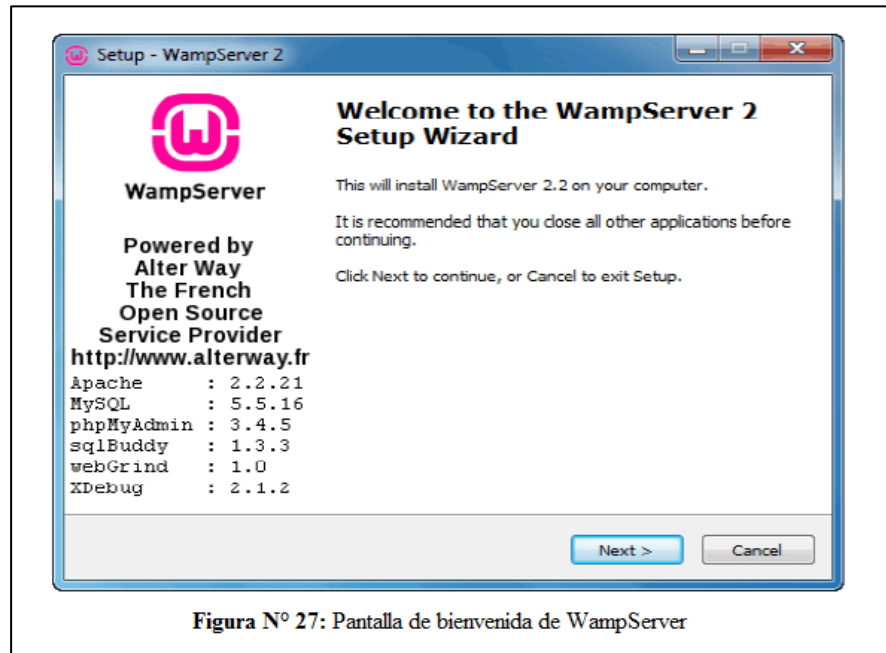 Setup - WampServer 2
WampServer
Powered by
Alter Way
The French
Open Source
Service Provider
http://www.alterway.fr
Apache : 2.2.21
MySQL : 5.5.16
phpMyAdmin : 3.4.5
sqlBuddy : 1.3.3
webGrind : 1.0
XDebug : 2.1.2
Welcome to the WampServer 2
Setup Wizard
This will install WampServer 2.2 on your computer.
It is recommended that you close all other applications before
continuing.
Click Next to continue, or Cancel to exit Setup.
Next >
Cancel
Figura N° 27: Pantalla de bienvenida de WampServer